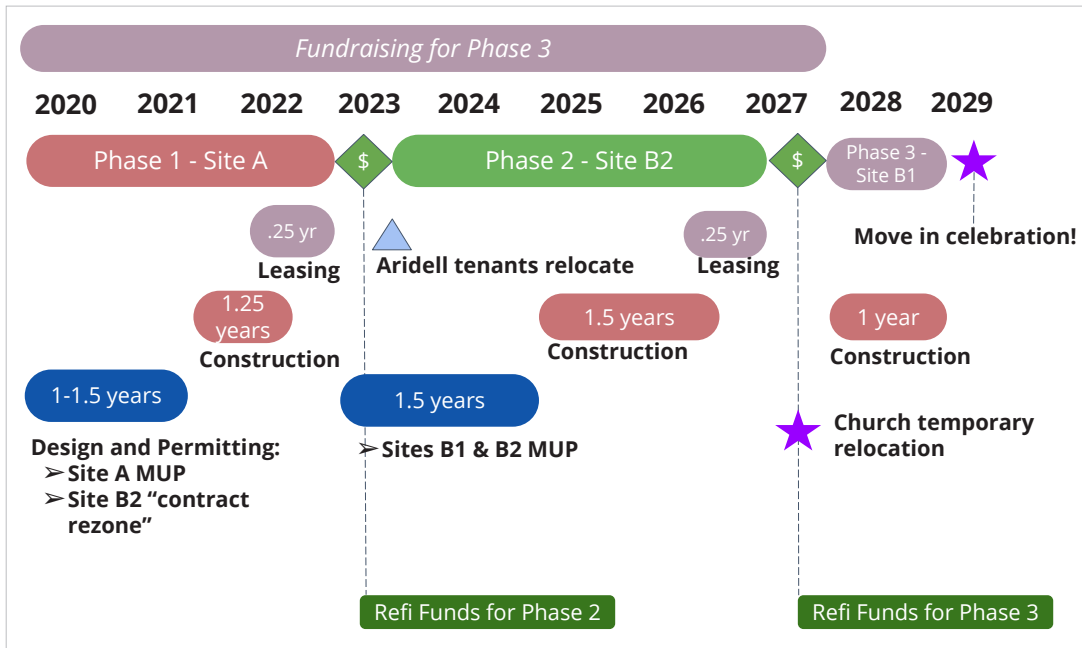 Fundraising for Phase 3
2020 2021 2022 2023 2024 2025 2026 2027 2028 2029
Phase 1 - Site A
$
Phase 2 - Site B2
$
Phase 3 -
Site B1
Move in celebration!
.25 yr
Leasing
Aridell tenants relocate
.25 yr
Leasing
1.25
years
Construction
1.5 years
Construction
1 year
Construction
1-1.5 years
Design and Permitting:
➢ Site A MUP
➢ Site B2 “contract
rezone”
1.5 years
➢ Sites B1 & B2 MUP
Church temporary
relocation
Refi Funds for Phase 2
Refi Funds for Phase 3